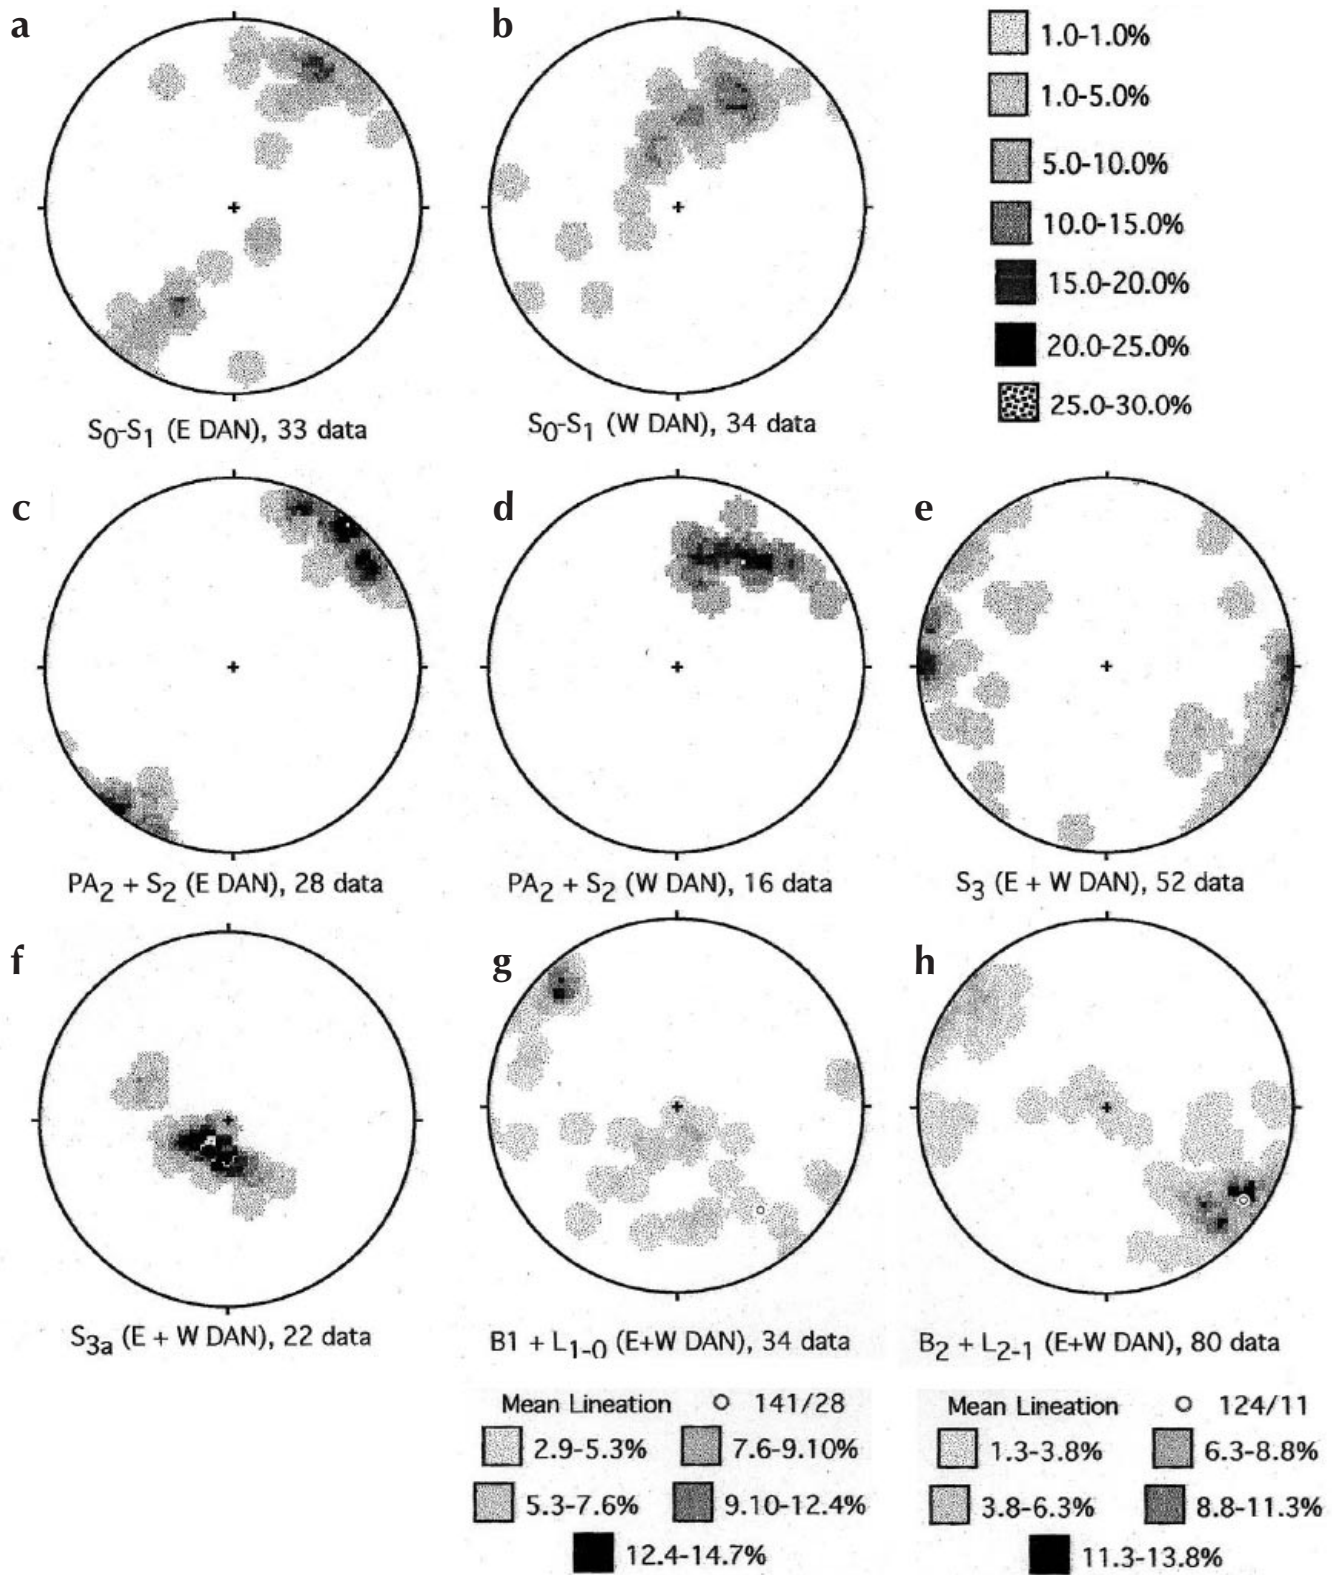 a
b
1.0-1.0%
1.0-5.0%
5.0-10.0%
10.0-15.0%
15.0-20.0%
20.0-25.0%
25.0-30.0%
S0-S1 (E DAN), 33 data
S0-S1 (W DAN), 34 data
c
d
e
PA2 + S2 (E DAN), 28 data
PA2 + S2 (W DAN), 16 data
S3 (E + W DAN), 52 data
f
g
h
S3a (E + W DAN), 22 data
B1 + L1-0 (E+W DAN), 34 data
B2 + L2-1 (E+W DAN), 80 data
Mean Lineation 141/28
2.9-5.3% 7.6-9.10%
5.3-7.6% 9.10-12.4%
12.4-14.7%
Mean Lineation 124/11
1.3-3.8% 6.3-8.8%
3.8-6.3% 8.8-11.3%
11.3-13.8%